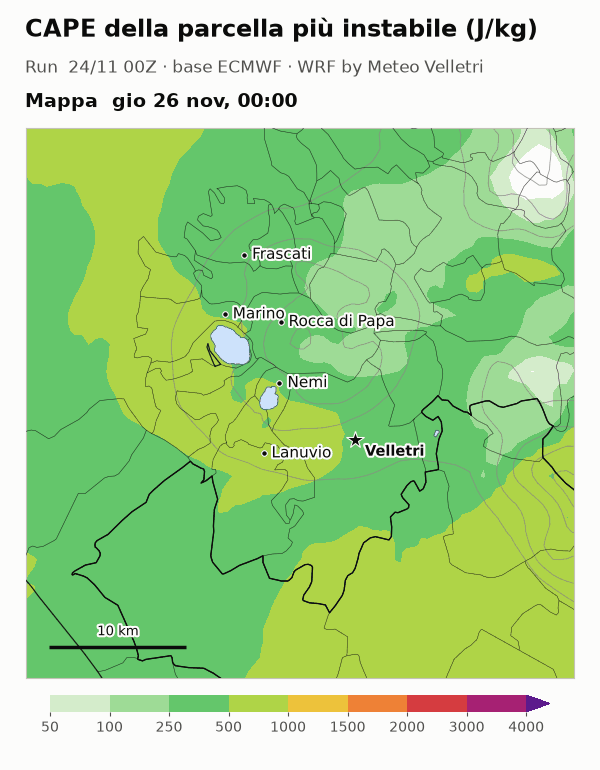 CAPE della parcella più instabile (J/kg)
Run  24/11 00Z · base ECMWF · WRF by Meteo Velletri
Mappa  gio 26 nov, 00:00
Frascati
Marino
Rocca di Papa
Nemi
Velletri
Lanuvio
10 km
50 100 250 500 1000 1500 2000 3000 4000